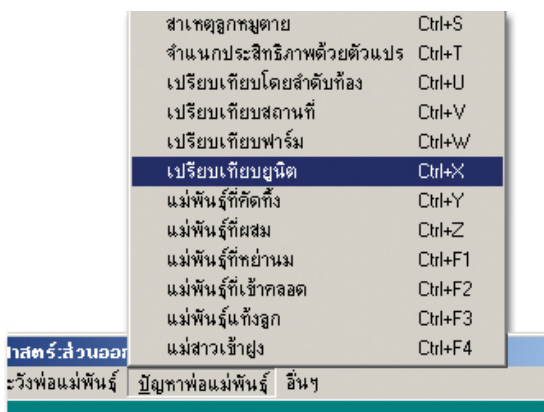 สาเหตุลูกหมูตาย Ctrl+S
จำแนกประสิทธิภาพด้วยตัวแปร Ctrl+T
เปรียบเทียบโดยลำดับท้อง Ctrl+U
เปรียบเทียบสถานที่ Ctrl+V
เปรียบเทียบฟาร์ม Ctrl+W
เปรียบเทียบยูนิต Ctrl+X
แม่พันธุ์ที่คัดทิ้ง Ctrl+Y
แม่พันธุ์ที่ผสม Ctrl+Z
แม่พันธุ์ที่หย่านม Ctrl+F1
แม่พันธุ์ที่เข้าคลอด Ctrl+F2
แม่พันธุ์แท้งลูก Ctrl+F3
แม่สาวเข้าฝูง Ctrl+F4
าสตร์:ส่วนออก
ะวังพ่อแม่พันธุ์ ปัญหาพ่อแม่พันธุ์ อื่นๆ